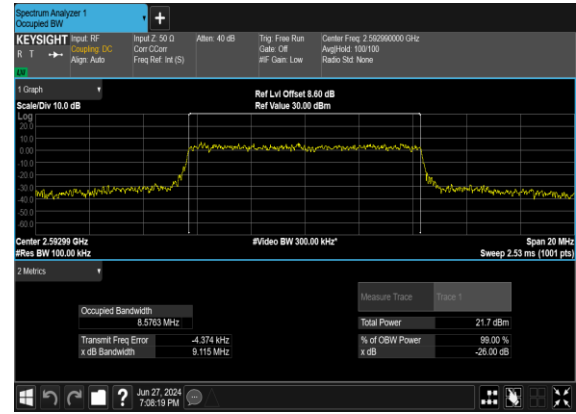 Spectrum Analyzer 1
Occupied BW
+
KEYSIGHT
R T
LVI
Input: RF
Coupling: DC
Align: Auto
Input Z: 50 Ω
Corr CCorr
Freq Ref: Int (S)
Atten: 40 dB
Trig: Free Run
Gate: Off
#IF Gain: Low
Center Freq: 2.592990000 GHz
Avg|Hold: 100/100
Radio Std: None
1 Graph
Scale/Div 10.0 dB
Ref Lvl Offset 8.60 dB
Ref Value 30.00 dBm
Log
20.0
10.0
0.00
-10.0
-20.0
-30.0
-40.0
-50.0
-60.0
Center 2.59299 GHz
#Res BW 100.00 kHz
#Video BW 300.00 kHz*
Span 20 MHz
Sweep 2.53 ms (1001 pts)
2 Metrics
Measure Trace Trace 1
Occupied Bandwidth
8.5763 MHz
Total Power 21.7 dBm
Transmit Freq Error -4.374 kHz
% of OBW Power 99.00 %
x dB Bandwidth 9.115 MHz
x dB -26.00 dB
?
Jun 27, 2024
7:08:19 PM